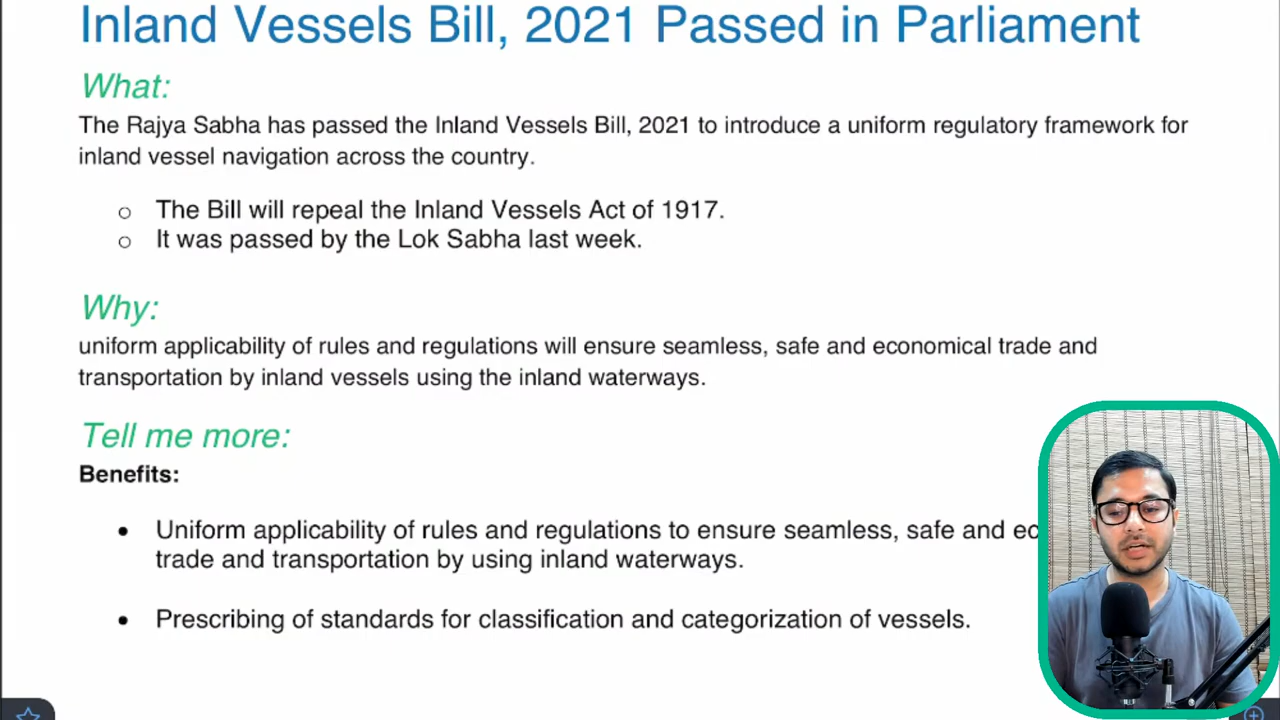 Inland Vessels Bill, 2021 Passed in Parliament
What:
The Rajya Sabha has passed the Inland Vessels Bill, 2021 to introduce a uniform regulatory framework for
inland vessel navigation across the country.
○ The Bill will repeal the Inland Vessels Act of 1917.
○ It was passed by the Lok Sabha last week.
Why:
uniform applicability of rules and regulations will ensure seamless, safe and economical trade and
transportation by inland vessels using the inland waterways.
Tell me more:
Benefits:
• Uniform applicability of rules and regulations to ensure seamless, safe and ec
trade and transportation by using inland waterways.
• Prescribing of standards for classification and categorization of vessels.